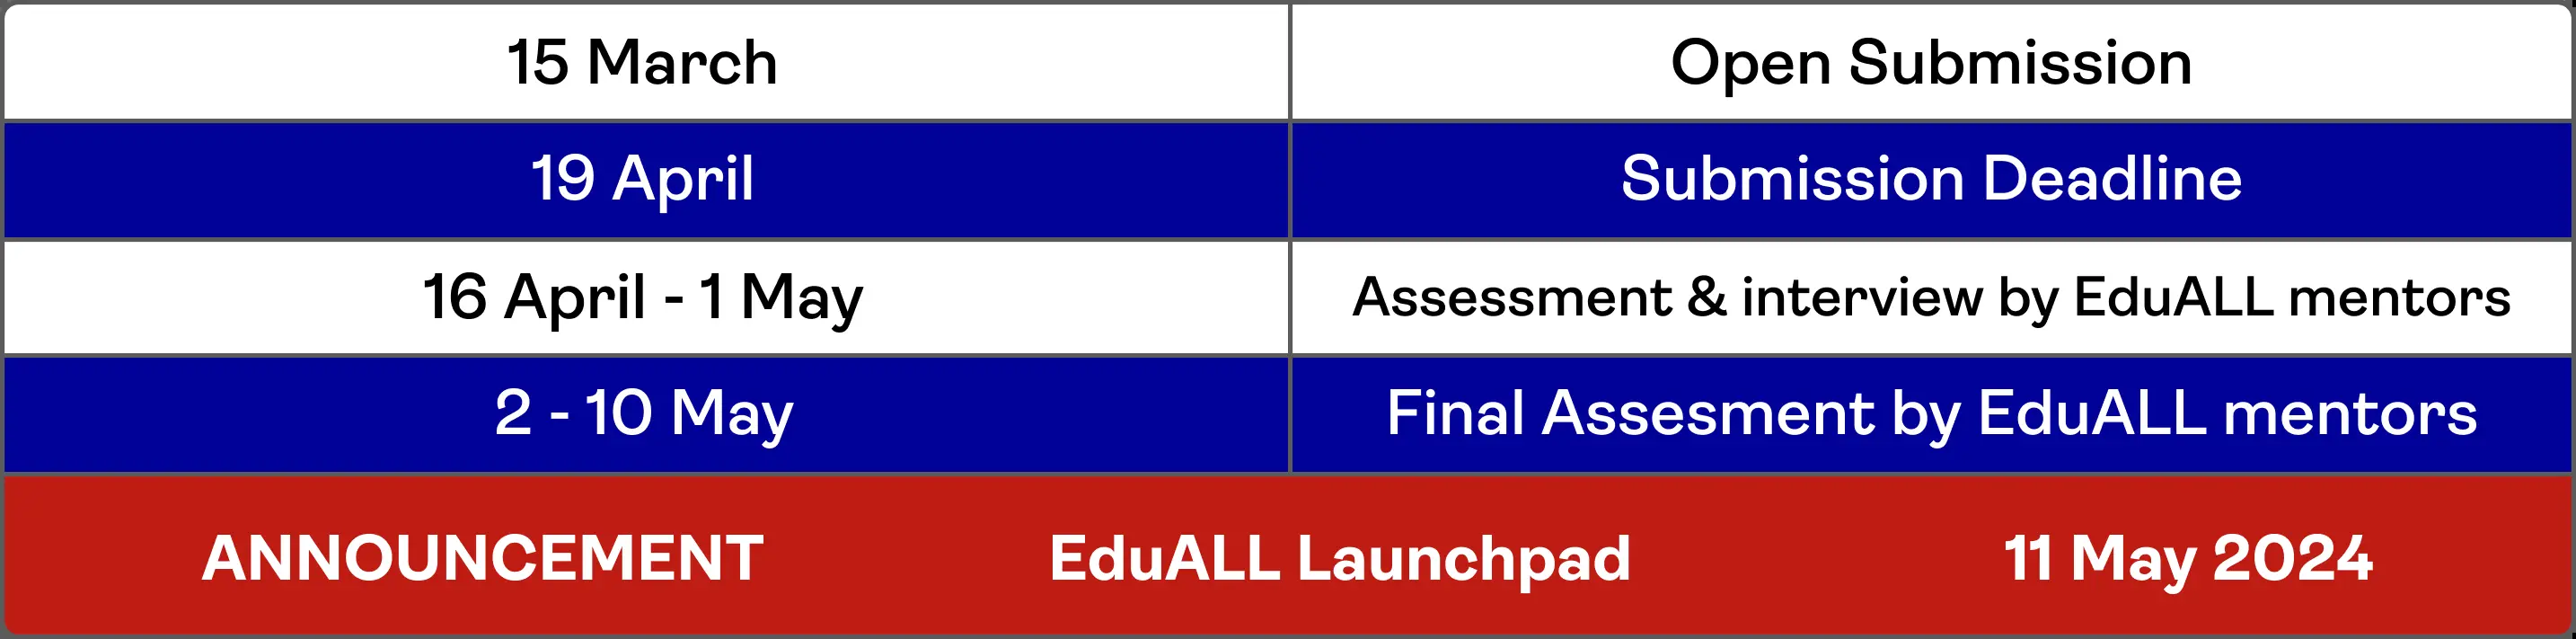 15 March Open Submission
19 April Submission Deadline
16 April - 1 May Assessment & interview by EduALL mentors
2 - 10 May Final Assesment by EduALL mentors
ANNOUNCEMENT EduALL Launchpad 11 May 2024